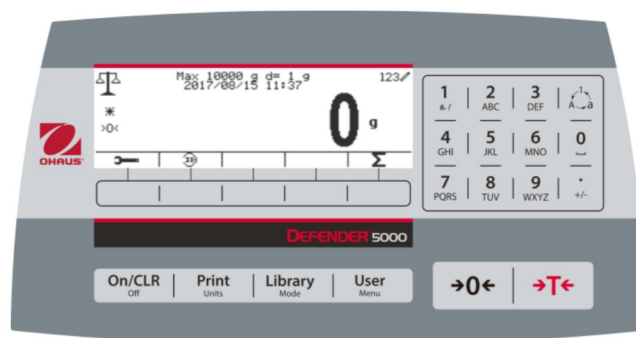 Max 10000 g d= 1 g
2017/08/15 11:37
123
>0<
0 g
ID
Σ
OHAUS
DEFENDER 5000
1 &/ 2 ABC 3 DEF A 1 a
4 GHI 5 JKL 6 MNO 0
7 PQRS 8 TUV 9 WXYZ . +/-
On/CLR Print Library User
Off Units Mode Menu
→0← →T←